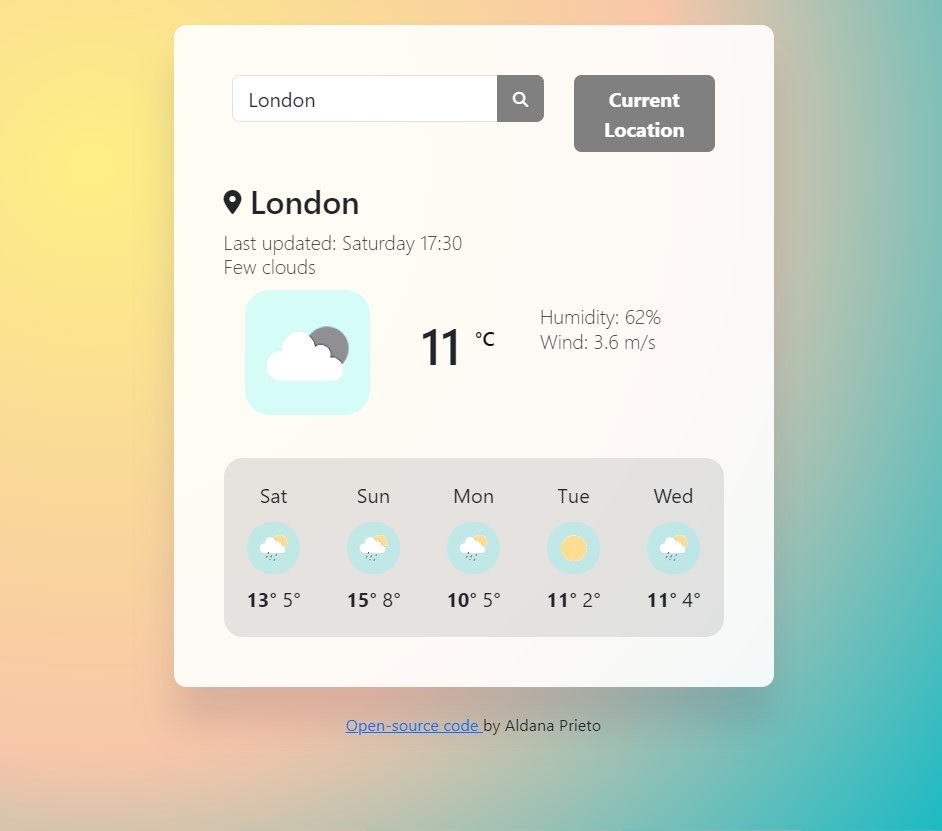 London
Current
Location
London
Last updated: Saturday 17:30
Few clouds
11 °C
Humidity: 62%
Wind: 3.6 m/s
Sat Sun Mon Tue Wed
13° 5° 15° 8° 10° 5° 11° 2° 11° 4°
Open-source code by Aldana Prieto